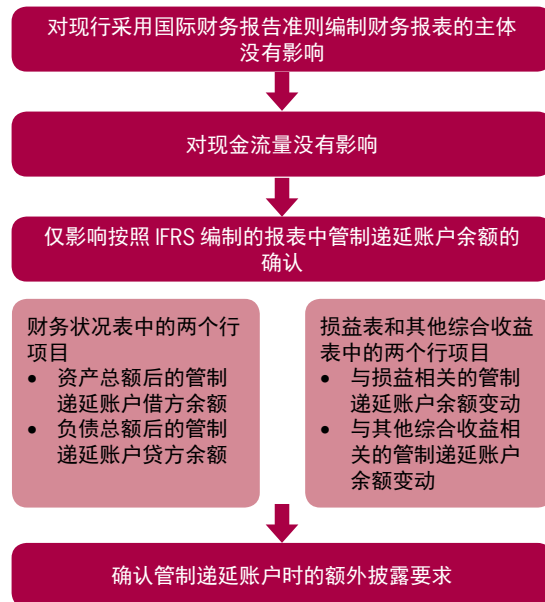 对现行采用国际财务报告准则编制财务报表的主体
没有影响
对现金流量没有影响
仅影响按照 IFRS 编制的报表中管制递延账户余额的
确认
财务状况表中的两个行
项目
• 资产总额后的管制
递延账户借方余额
• 负债总额后的管制
递延账户贷方余额
损益表和其他综合收益
表中的两个行项目
• 与损益相关的管制
递延账户余额变动
• 与其他综合收益相
关的管制递延账户
余额变动
确认管制递延账户时的额外披露要求